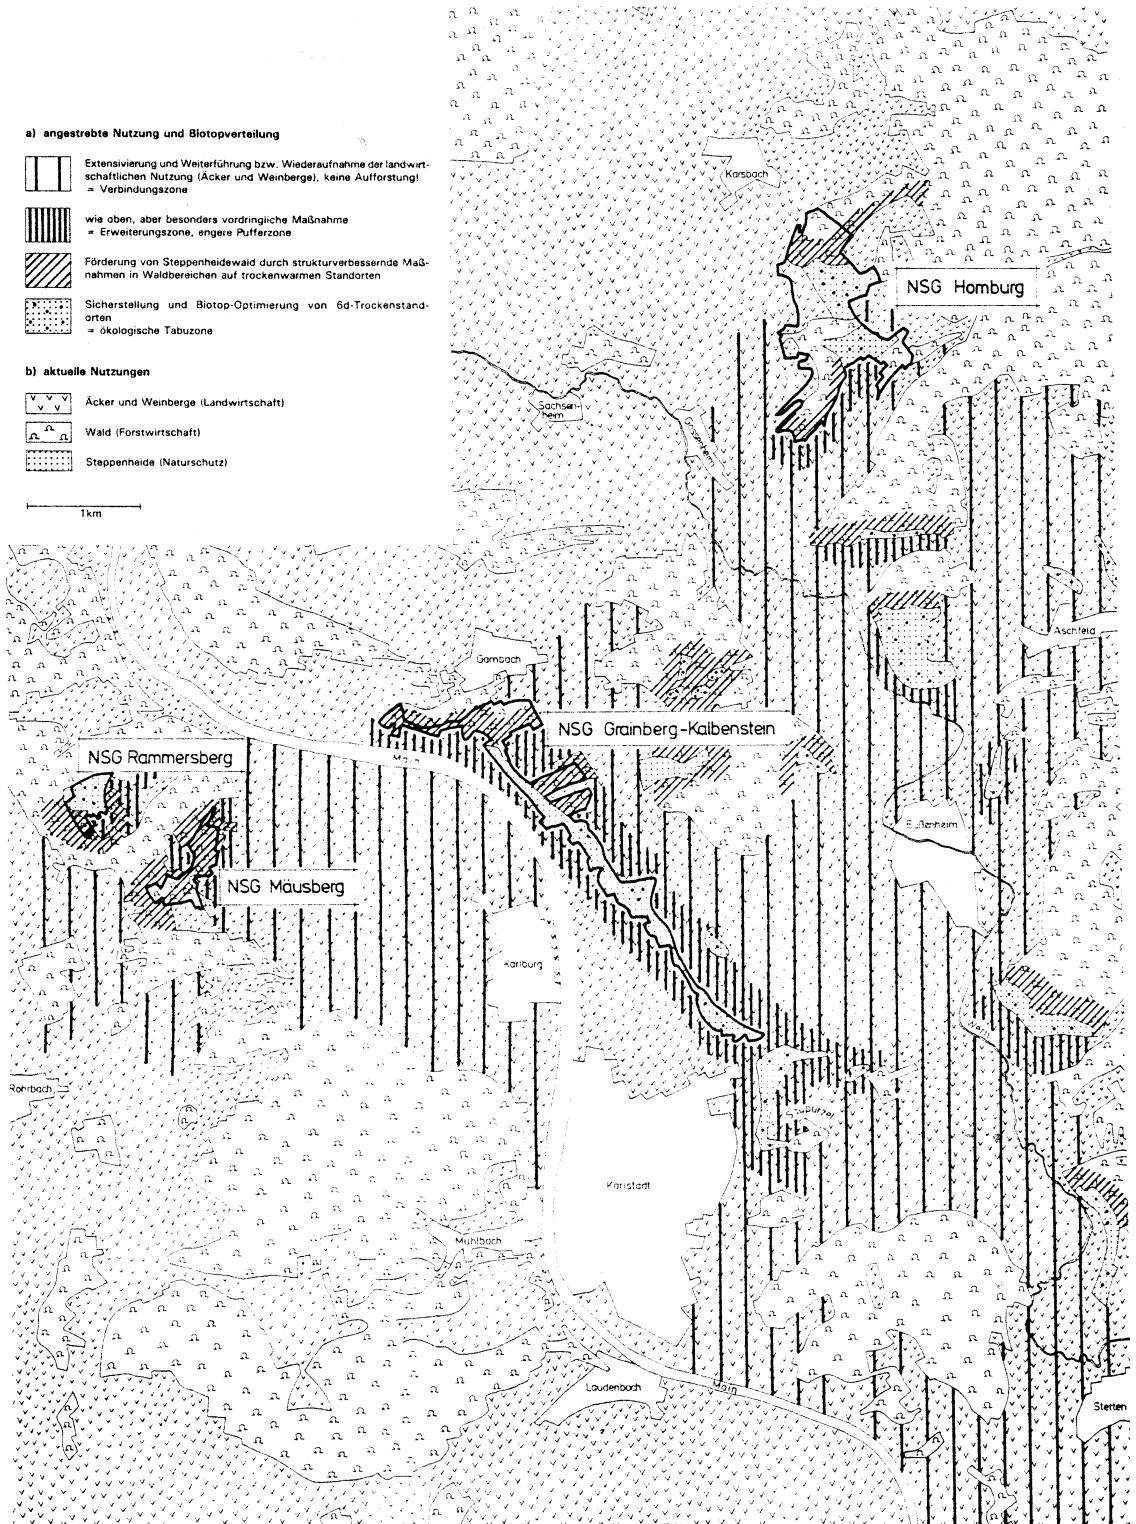 a) angestrebte Nutzung und Biotopverteilung
Extensivierung und Weiterführung bzw. Wiederaufnahme der landwirt-
schaftlichen Nutzung (Äcker und Weinberge), keine Aufforstung!
= Verbindungszone
wie oben, aber besonders vordringliche Maßnahme
= Erweiterungszone, engere Pufferzone
Förderung von Steppenheidewald durch strukturverbessernde Maß-
nahmen in Waldbereichen auf trockenwarmen Standorten
Sicherstellung und Biotop-Optimierung von 6d-Trockenstand-
orten
= ökologische Tabuzone
b) aktuelle Nutzungen
Äcker und Weinberge (Landwirtschaft)
Wald (Forstwirtschaft)
Steppenheide (Naturschutz)
1km
Karsbach
NSG Homburg
Sachsen-
heim
Gössenheim
Aschfeld
Gambach
NSG Grainberg-Kalbenstein
Main
NSG Rammersberg
Eußenheim
NSG Mäusberg
Karlburg
Wern
Rohrbach
Saupurzel
Karlstadt
Mühlbach
Laudenbach
Main
Stetten